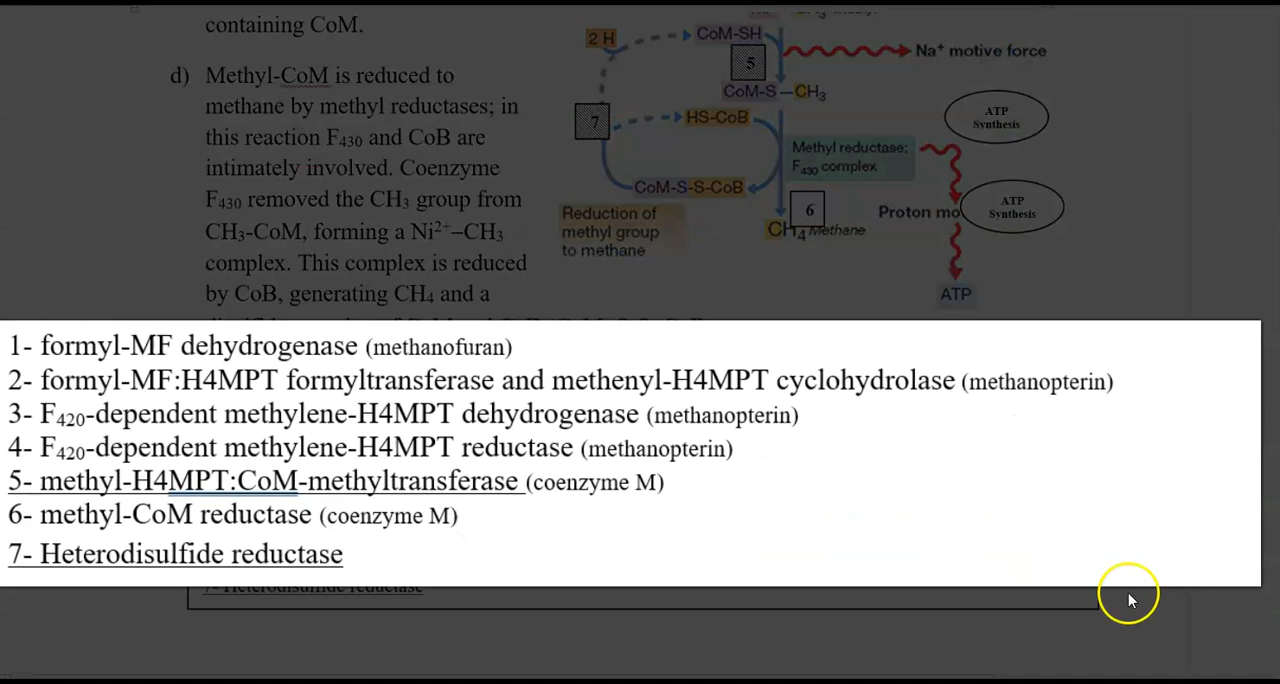 containing CoM.
d) Methyl-CoM is reduced to
methane by methyl reductases; in
this reaction F₄₃₀ and CoB are
intimately involved. Coenzyme
F₄₃₀ removed the CH₃ group from
CH₃-CoM, forming a Ni²⁺–CH₃
complex. This complex is reduced
by CoB, generating CH₄ and a
2 H
CoM-SH
5
Na⁺ motive force
CoM-S–CH₃
ATP
Synthesis
7
HS-CoB
Methyl reductase;
F₄₃₀ complex
CoM-S-S-CoB
ATP
Synthesis
6
Proton mo
Reduction of
methyl group
to methane
CH₄ Methane
ATP
1- formyl-MF dehydrogenase (methanofuran)
2- formyl-MF:H4MPT formyltransferase and methenyl-H4MPT cyclohydrolase (methanopterin)
3- F₄₂₀-dependent methylene-H4MPT dehydrogenase (methanopterin)
4- F₄₂₀-dependent methylene-H4MPT reductase (methanopterin)
5- methyl-H4MPT:CoM-methyltransferase (coenzyme M)
6- methyl-CoM reductase (coenzyme M)
7- Heterodisulfide reductase
7- Heterodisulfide reductase